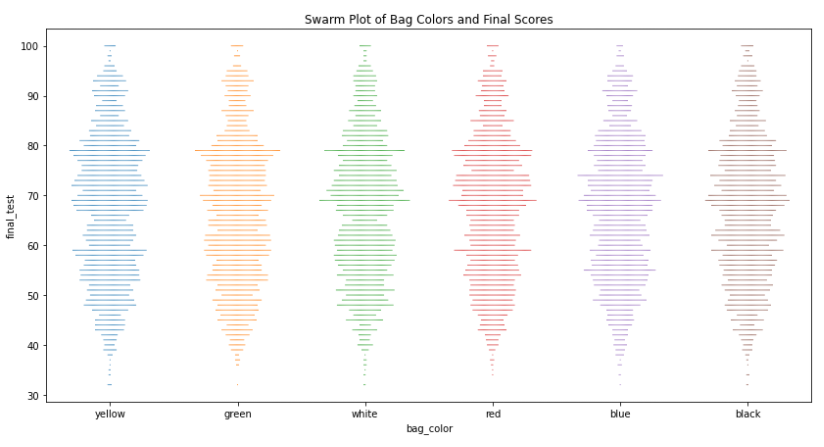 Swarm Plot of Bag Colors and Final Scores
100
90
80
70
60
50
40
30
final_test
yellow green white red blue black
bag_color